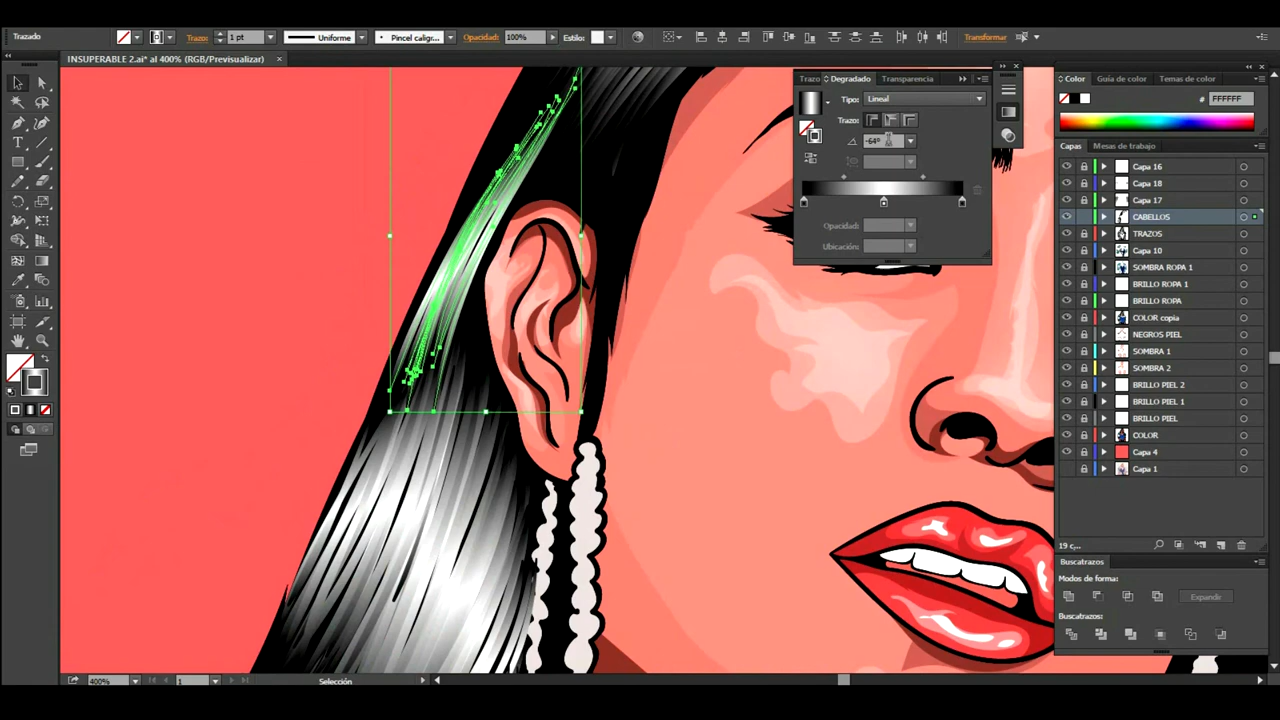 Trazado
Trazo: 1 pt Uniforme Pincel caligr... Opacidad: 100% Estilo: Transformar
INSUPERABLE 2.ai* al 400% (RGB/Previsualizar) ×
Trazo Degradado Transparencia
Tipo: Lineal
Trazo:
-64°
Opacidad:
Ubicación:
Color Guía de color Temas de color
# FFFFFF
Capas Mesas de trabajo
Capa 16
Capa 18
Capa 17
CABELLOS
TRAZOS
Capa 10
SOMBRA ROPA 1
BRILLO ROPA 1
BRILLO ROPA
COLOR copia
NEGROS PIEL
SOMBRA 1
SOMBRA 2
BRILLO PIEL 2
BRILLO PIEL 1
BRILLO PIEL
COLOR
Capa 4
Capa 1
19 c...
Buscatrazos
Modos de forma:
Expandir
Buscatrazos:
400% 1 Selección